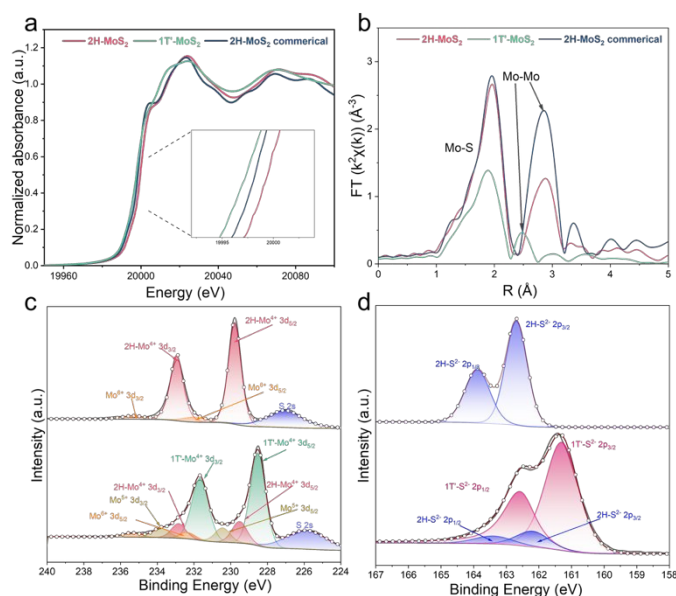 a
2H-MoS₂ 1T'-MoS₂ 2H-MoS₂ commerical
Normalized absorbance (a.u.)
1.4
1.2
1.0
0.8
0.6
0.4
0.2
0.0
19995 20000
19960 20000 20040 20080
Energy (eV)
b
2H-MoS₂ 1T'-MoS₂ 2H-MoS₂ commerical
FT (k²χ(k)) (Å⁻³)
3
2
1
0
Mo-Mo
Mo-S
0 1 2 3 4 5
R (Å)
c
Intensity (a.u.)
2H-Mo⁴⁺ 3d₅/₂
2H-Mo⁴⁺ 3d₃/₂
Mo⁶⁺ 3d₃/₂
Mo⁶⁺ 3d₅/₂
S 2s
1T'-Mo⁴⁺ 3d₃/₂
1T'-Mo⁴⁺ 3d₅/₂
2H-Mo⁴⁺ 3d₃/₂
2H-Mo⁴⁺ 3d₅/₂
Mo⁵⁺ 3d₃/₂
Mo⁵⁺ 3d₅/₂
Mo⁶⁺ 3d₃/₂
S 2s
240 238 236 234 232 230 228 226 224
Binding Energy (eV)
d
Intensity (a.u.)
2H-S²⁻ 2p₃/₂
2H-S²⁻ 2p₁/₂
1T'-S²⁻ 2p₃/₂
1T'-S²⁻ 2p₁/₂
2H-S²⁻ 2p₁/₂
2H-S²⁻ 2p₃/₂
167 166 165 164 163 162 161 160 159 158
Binding Energy (eV)